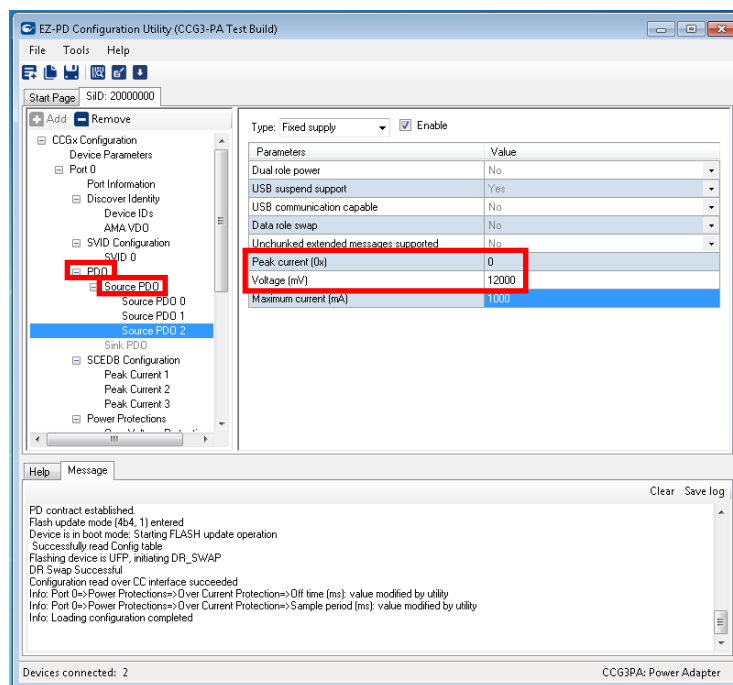 EZ-PD Configuration Utility (CCG3-PA Test Build)
File Tools Help
Start Page SilD: 20000000
Add Remove
CCGx Configuration
Device Parameters
Port 0
Port Information
Discover Identity
Device IDs
AMA VDO
SVID Configuration
SVID 0
PDO
Source PDO
Source PDO 0
Source PDO 1
Source PDO 2
Sink PDO
SCEDB Configuration
Peak Current 1
Peak Current 2
Peak Current 3
Power Protections
Type: Fixed supply Enable
Parameters Value
Dual role power No
USB suspend support Yes
USB communication capable No
Data role swap No
Unchunked extended messages supported No
Peak current (0x) 0
Voltage (mV) 12000
Maximum current (mA) 1000
Help Message
Clear Save log
PD contract established.
Flash update mode (4b4, 1) entered
Device is in boot mode: Starting FLASH update operation
Successfully read Config table
Flashing device is UFP, initiating DR_SWAP
DR Swap Successful
Configuration read over CC interface succeeded
Info: Port 0=>Power Protections=>Over Current Protection=>Off time (ms): value modified by utility
Info: Port 0=>Power Protections=>Over Current Protection=>Sample period (ms): value modified by utility
Info: Loading configuration completed
Devices connected: 2 CCG3PA: Power Adapter